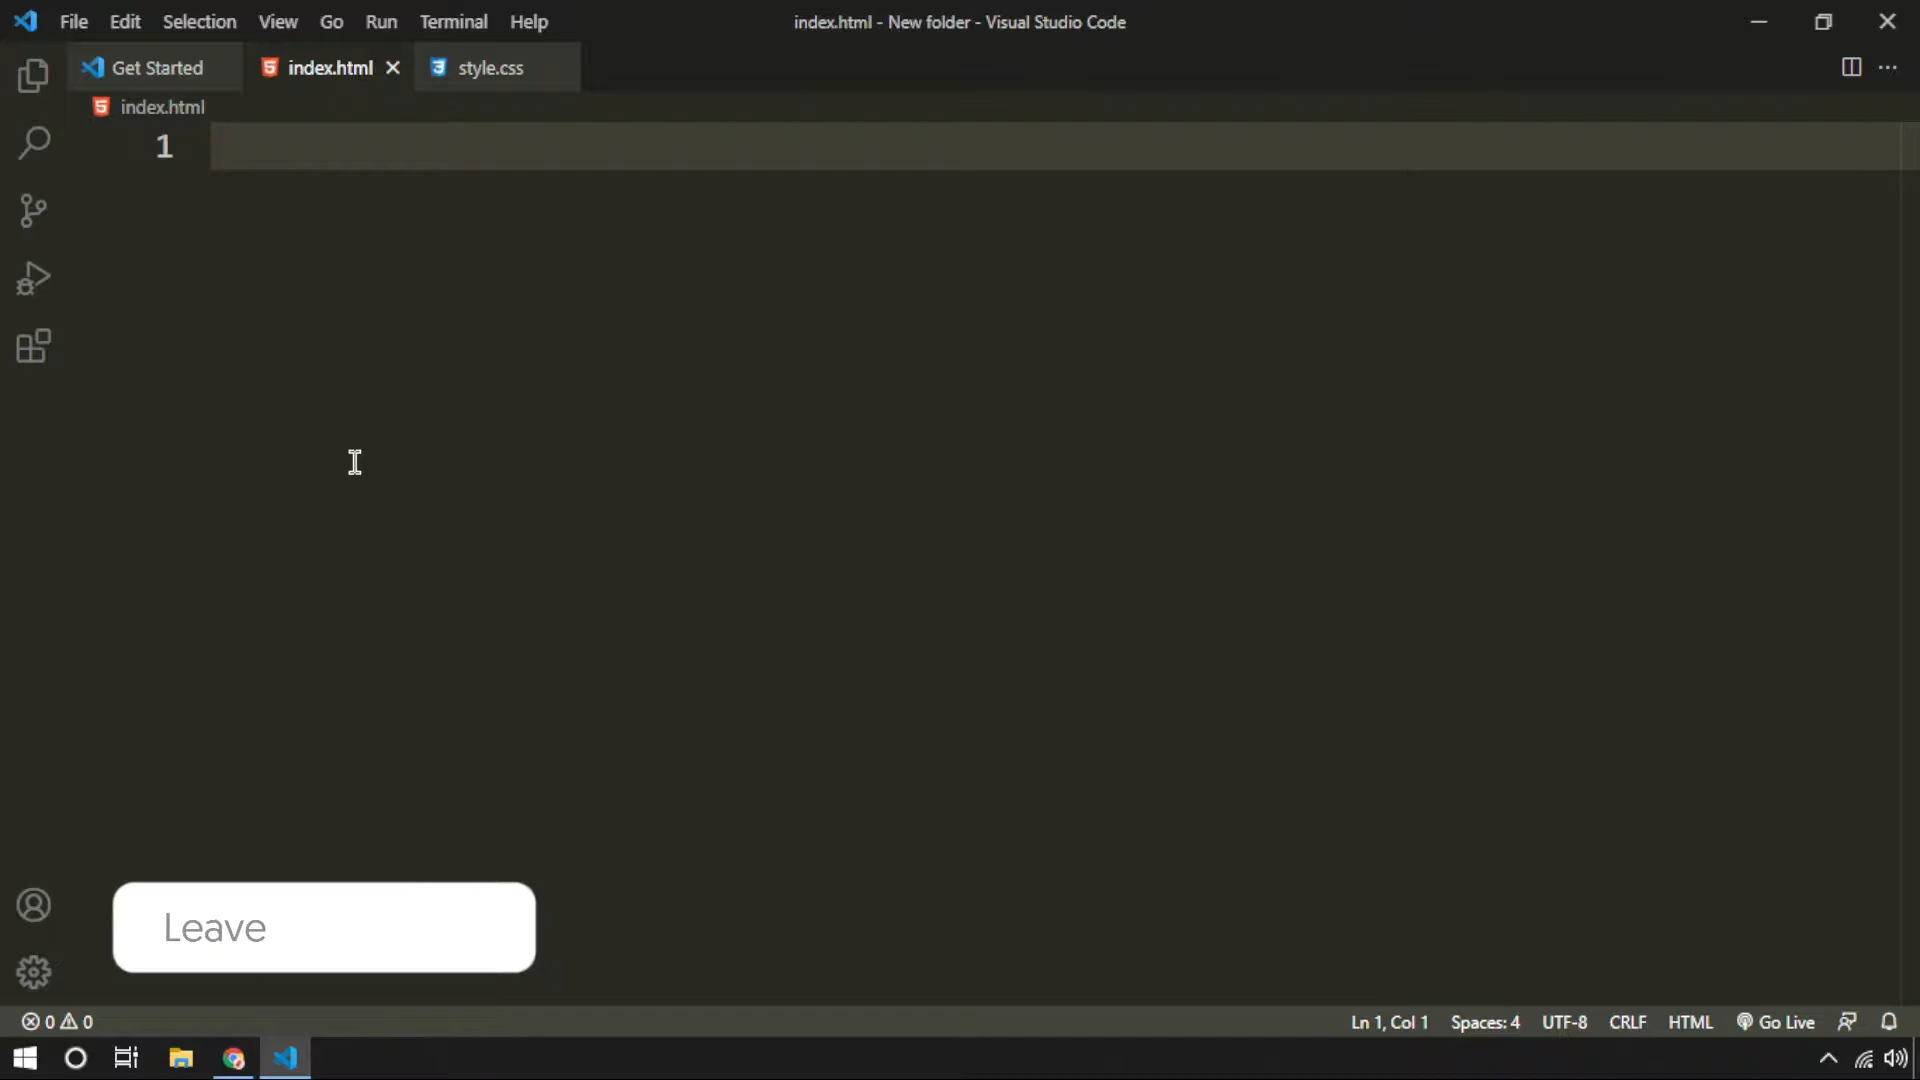 File Edit Selection View Go Run Terminal Help index.html - New folder - Visual Studio Code
Get Started index.html style.css
index.html
1
Leave
0 0 Ln 1, Col 1 Spaces: 4 UTF-8 CRLF HTML Go Live